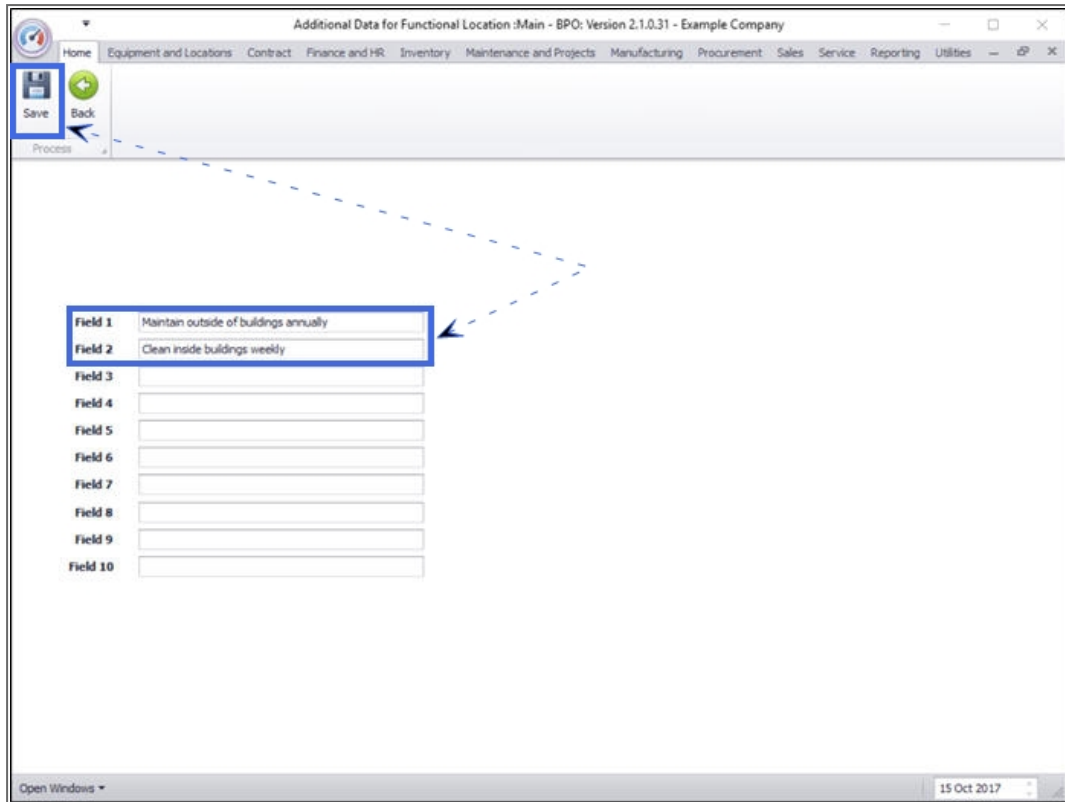 Additional Data for Functional Location :Main - BPO: Version 2.1.0.31 - Example Company
Home Equipment and Locations Contract Finance and HR Inventory Maintenance and Projects Manufacturing Procurement Sales Service Reporting Utilities
Save Back
Process
Field 1 Maintain outside of buildings annually
Field 2 Clean inside buildings weekly
Field 3
Field 4
Field 5
Field 6
Field 7
Field 8
Field 9
Field 10
Open Windows 15 Oct 2017